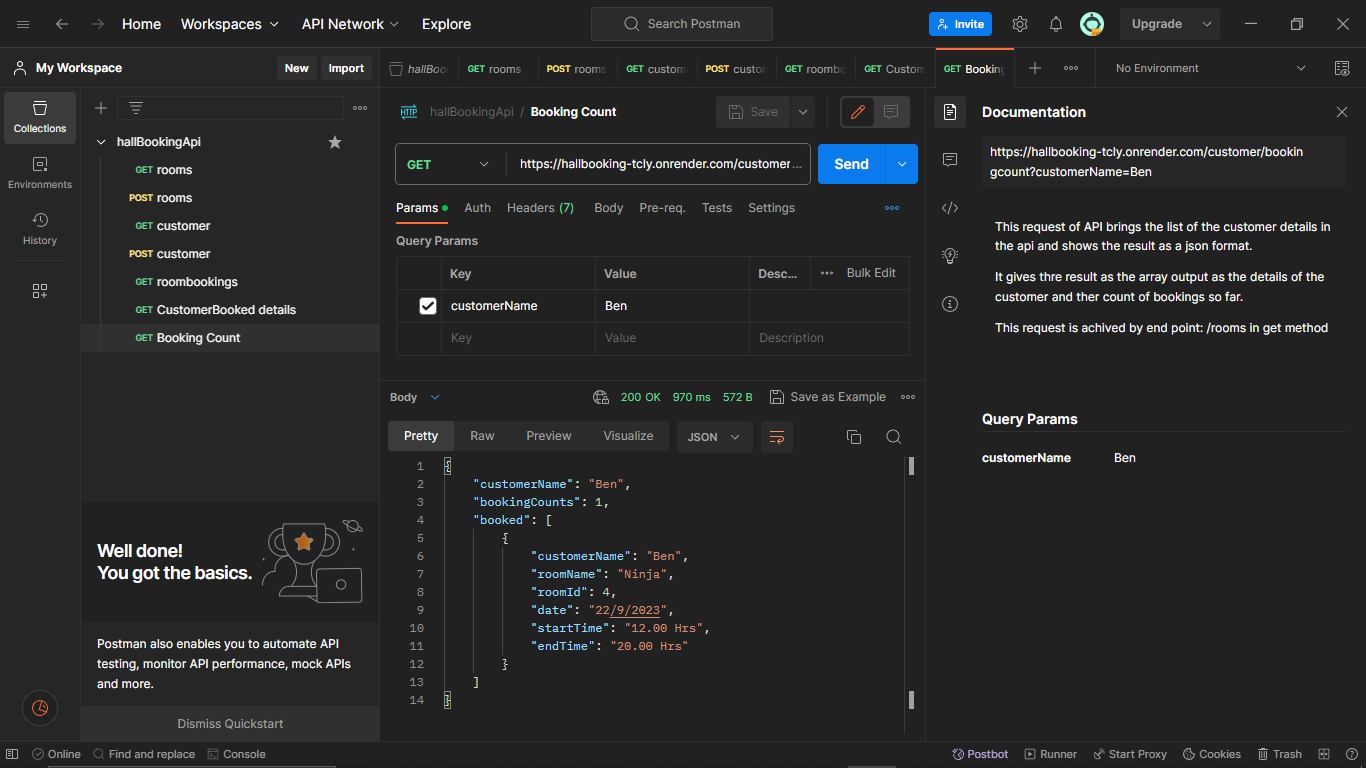 Home Workspaces API Network Explore Search Postman Invite Upgrade
My Workspace New Import
hallBoo GET rooms POST rooms GET custom POST custor GET roombo GET Custom GET Booking No Environment
Collections
Environments
History
hallBookingApi
GET rooms
POST rooms
GET customer
POST customer
GET roombookings
GET CustomerBooked details
GET Booking Count
Well done!
You got the basics.
Postman also enables you to automate API
testing, monitor API performance, mock APIs
and more.
Dismiss Quickstart
HTTP hallBookingApi / Booking Count Save
GET https://hallbooking-tcly.onrender.com/customer... Send
Params Auth Headers (7) Body Pre-req. Tests Settings
Query Params
Key Value Desc... Bulk Edit
customerName Ben
Key Value Description
Body 200 OK 970 ms 572 B Save as Example
Pretty Raw Preview Visualize JSON
1 {
2 "customerName": "Ben",
3 "bookingCounts": 1,
4 "booked": [
5 {
6 "customerName": "Ben",
7 "roomName": "Ninja",
8 "roomId": 4,
9 "date": "22/9/2023",
10 "startTime": "12.00 Hrs",
11 "endTime": "20.00 Hrs"
12 }
13 ]
14 }
Documentation
https://hallbooking-tcly.onrender.com/customer/bookin
gcount?customerName=Ben
This request of API brings the list of the customer details in
the api and shows the result as a json format.
It gives thre result as the array output as the details of the
customer and ther count of bookings so far.
This request is achived by end point: /rooms in get method
Query Params
customerName Ben
Online Find and replace Console Postbot Runner Start Proxy Cookies Trash